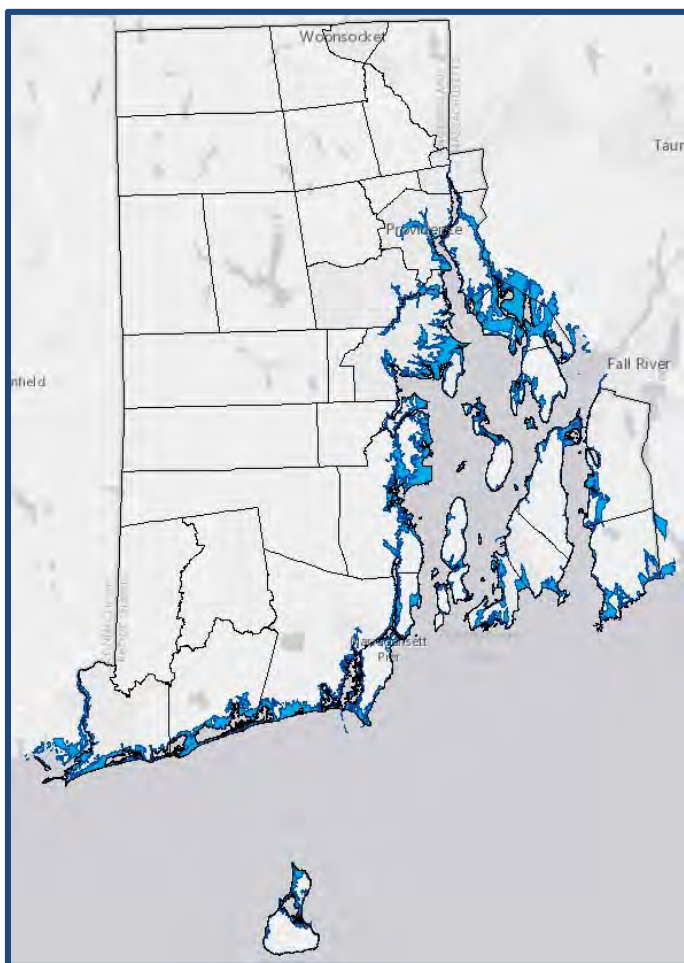 Woonsocket
Taun
Providence
Fall River
nfield
Narragansett
Pier